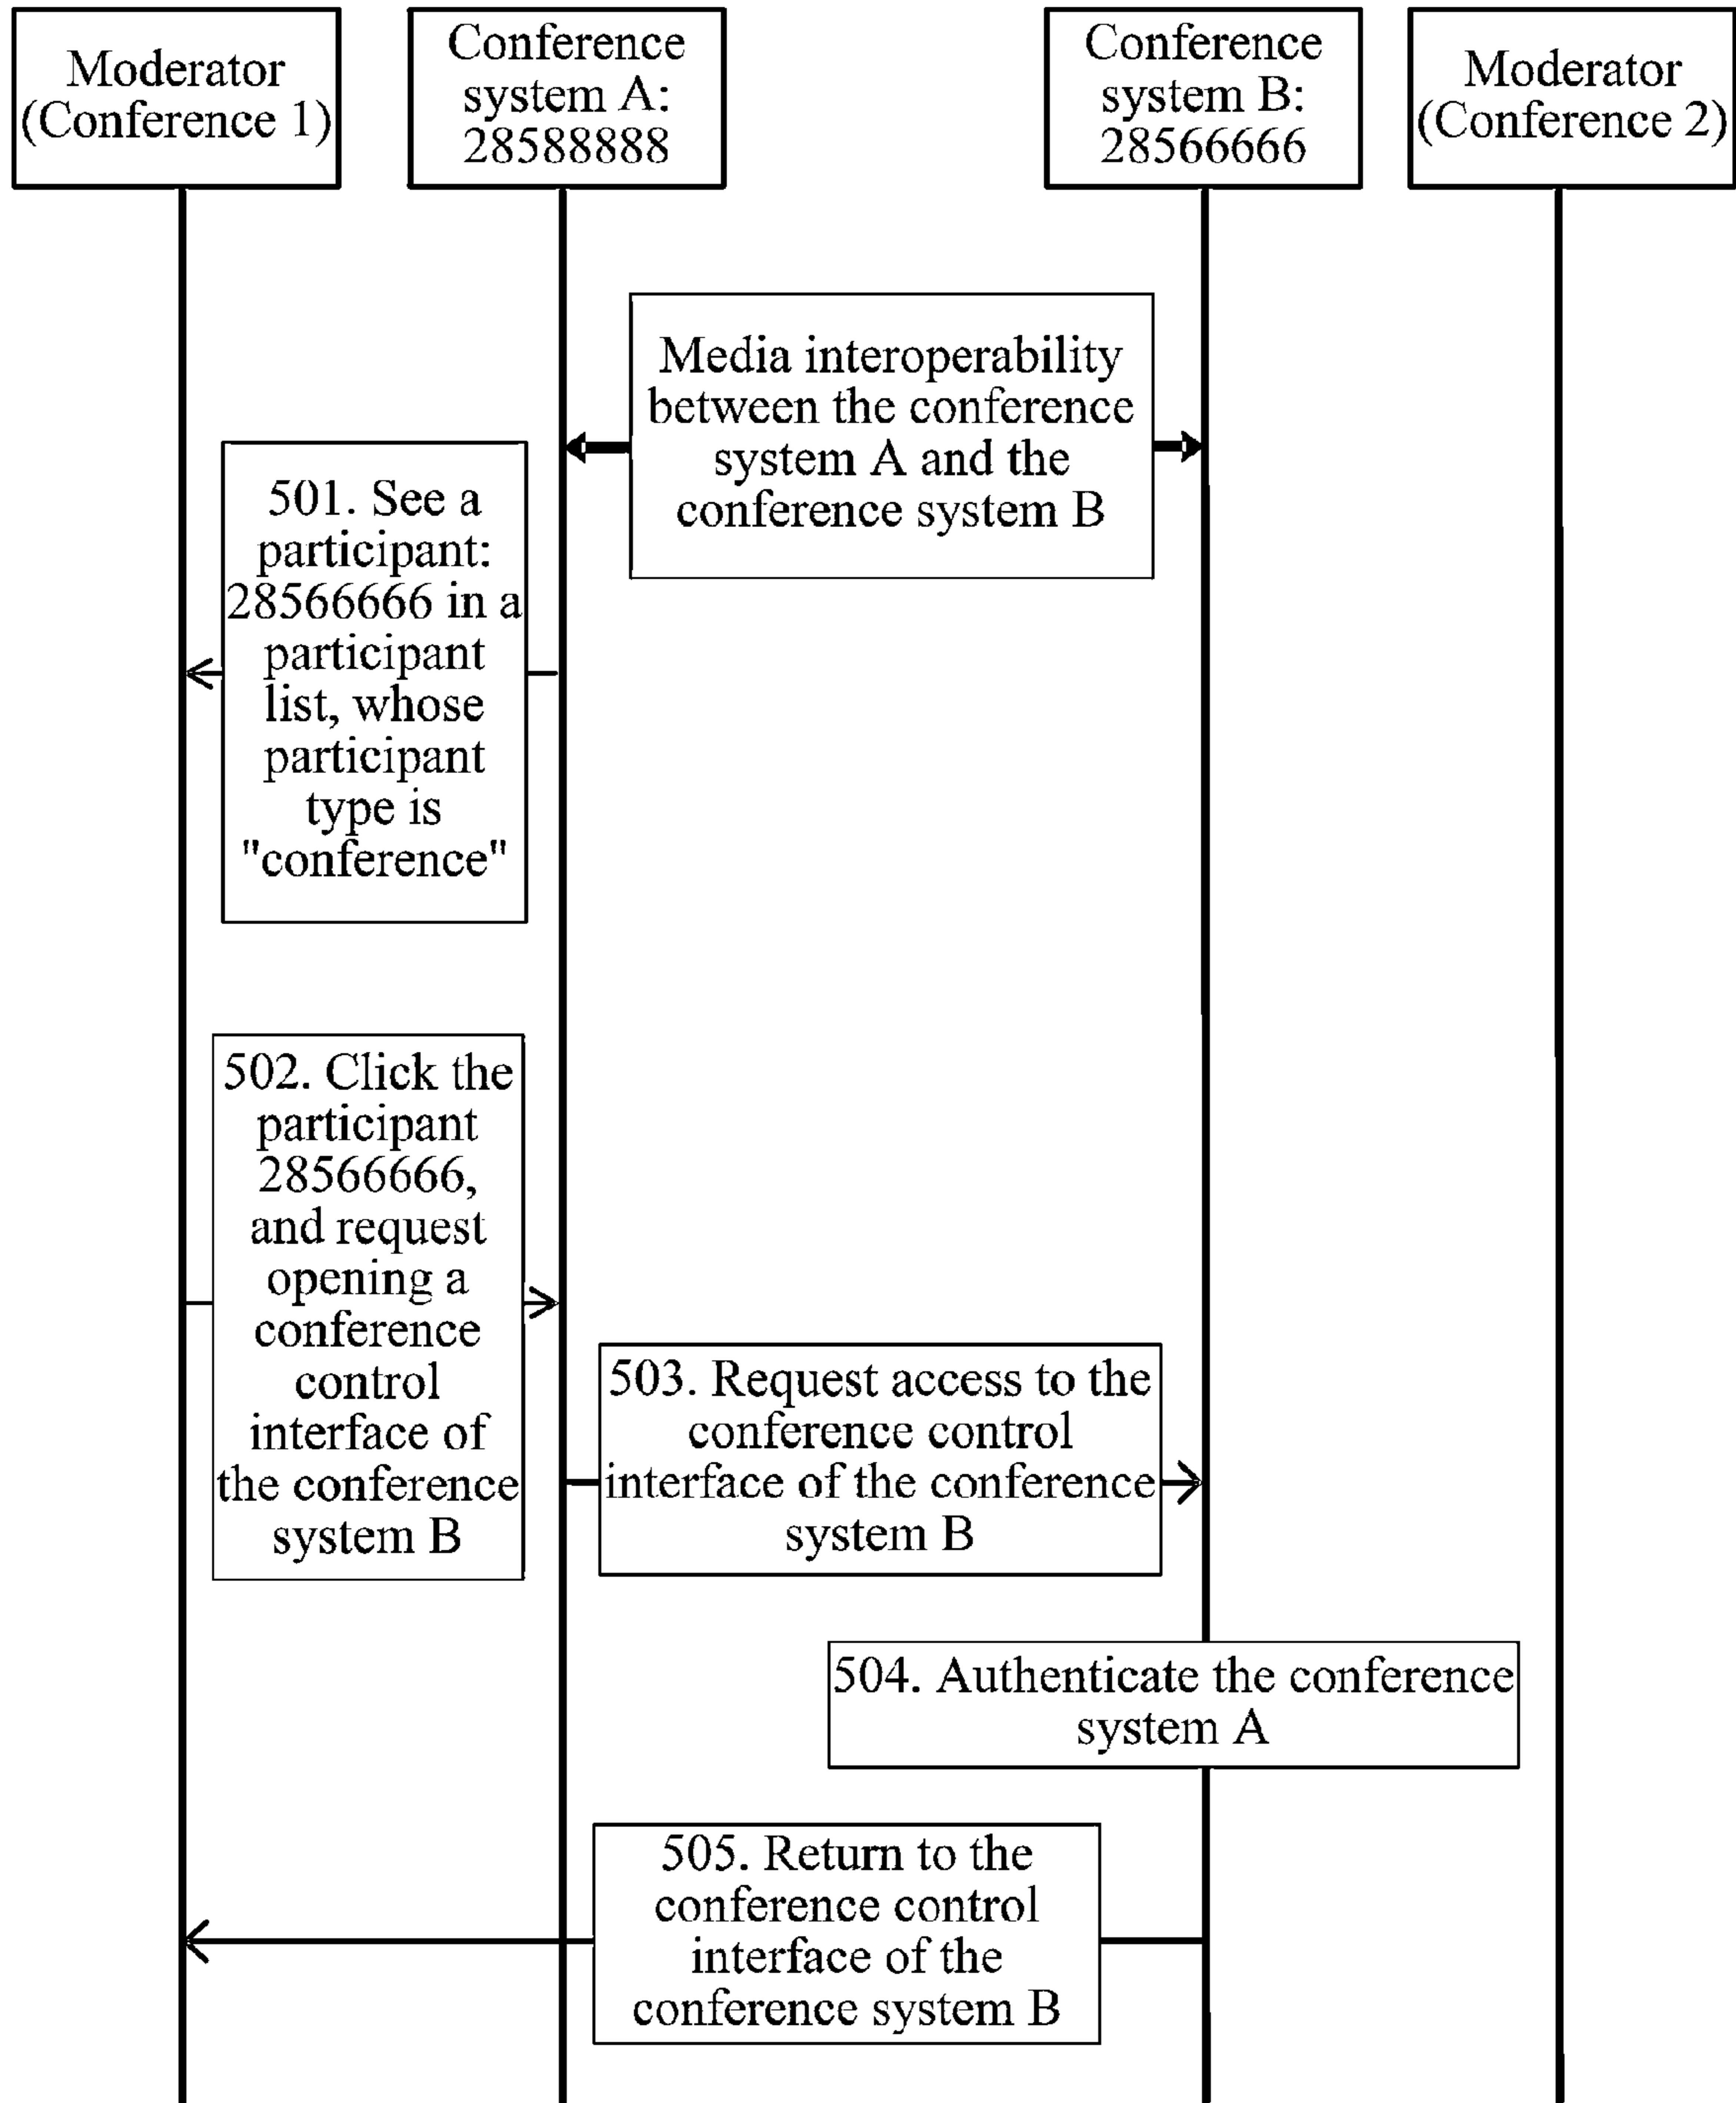 Moderator
(Conference 1)
Conference
system A:
28588888
Conference
system B:
28566666
Moderator
(Conference 2)
Media interoperability
between the conference
system A and the
conference system B
501. See a
participant:
28566666 in a
participant
list, whose
participant
type is
"conference"
502. Click the
participant
28566666,
and request
opening a
conference
control
interface of
the conference
system B
503. Request access to the
conference control
interface of the conference
system B
504. Authenticate the conference
system A
505. Return to the
conference control
interface of the
conference system B